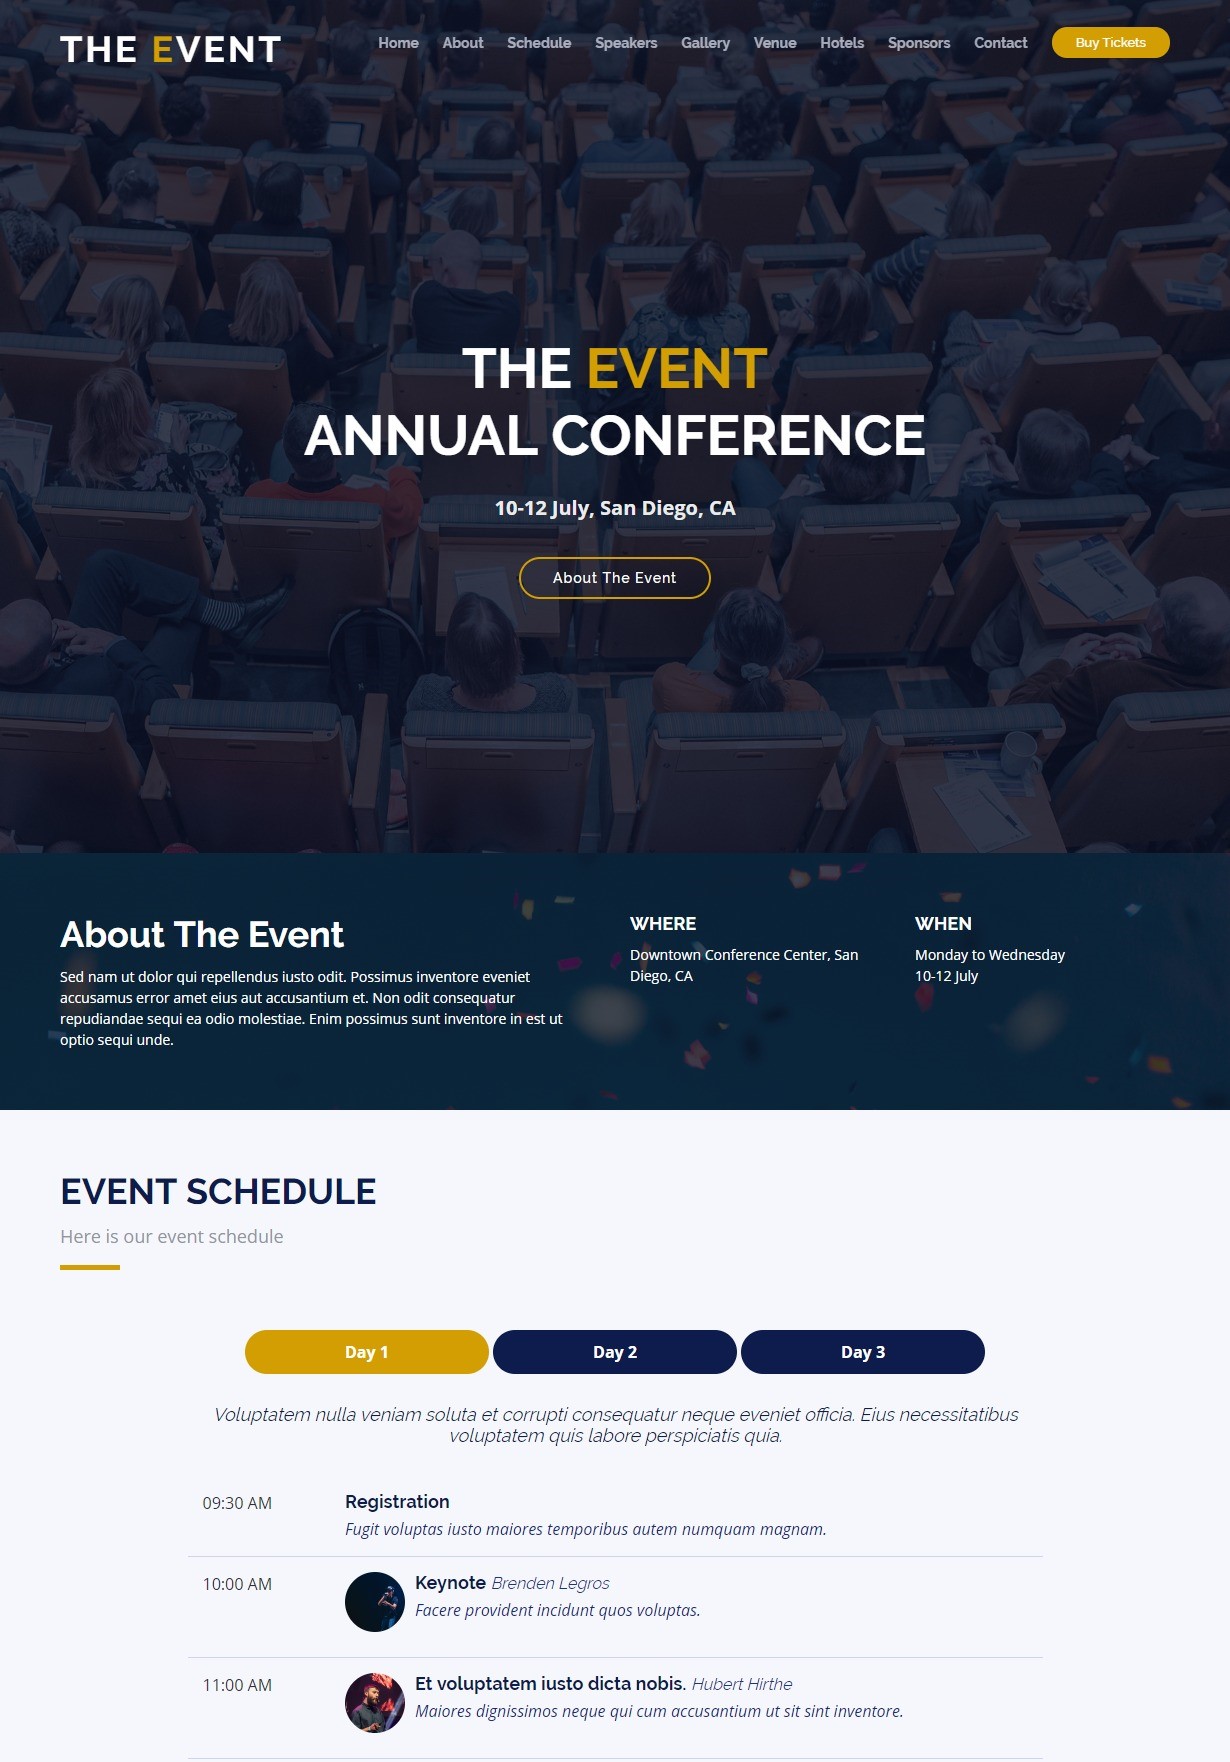 THE EVENT
Home About Schedule Speakers Gallery Venue Hotels Sponsors Contact Buy Tickets
THE EVENT
ANNUAL CONFERENCE
10-12 July, San Diego, CA
About The Event
About The Event
Sed nam ut dolor qui repellendus iusto odit. Possimus inventore eveniet
accusamus error amet eius aut accusantium et. Non odit consequatur
repudiandae sequi ea odio molestiae. Enim possimus sunt inventore in est ut
optio sequi unde.
WHERE
Downtown Conference Center, San
Diego, CA
WHEN
Monday to Wednesday
10-12 July
EVENT SCHEDULE
Here is our event schedule
Day 1 Day 2 Day 3
Voluptatem nulla veniam soluta et corrupti consequatur neque eveniet officia. Eius necessitatibus
voluptatem quis labore perspiciatis quia.
09:30 AM Registration
Fugit voluptas iusto maiores temporibus autem numquam magnam.
10:00 AM Keynote Brenden Legros
Facere provident incidunt quos voluptas.
11:00 AM Et voluptatem iusto dicta nobis. Hubert Hirthe
Maiores dignissimos neque qui cum accusantium ut sit sint inventore.